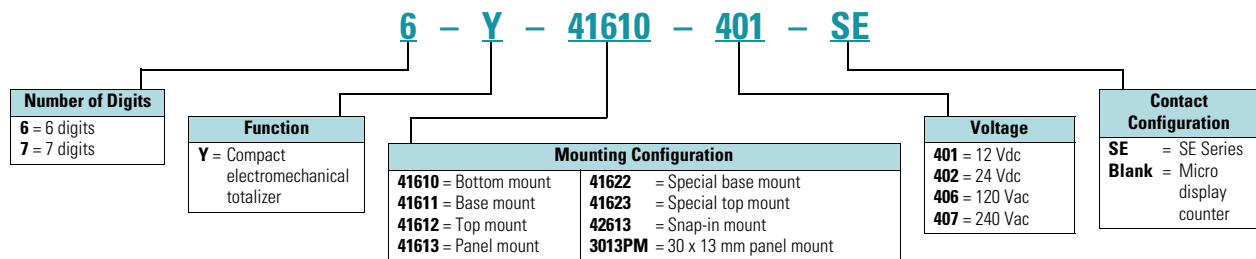 6 – Y – 41610 – 401 – SE
Number of Digits
6 = 6 digits
7 = 7 digits
Function
Y = Compact
electromechanical
totalizer
Mounting Configuration
41610 = Bottom mount
41611 = Base mount
41612 = Top mount
41613 = Panel mount
41622 = Special base mount
41623 = Special top mount
42613 = Snap-in mount
3013PM = 30 x 13 mm panel mount
Voltage
401 = 12 Vdc
402 = 24 Vdc
406 = 120 Vac
407 = 240 Vac
Contact
Configuration
SE = SE Series
Blank = Micro
display
counter